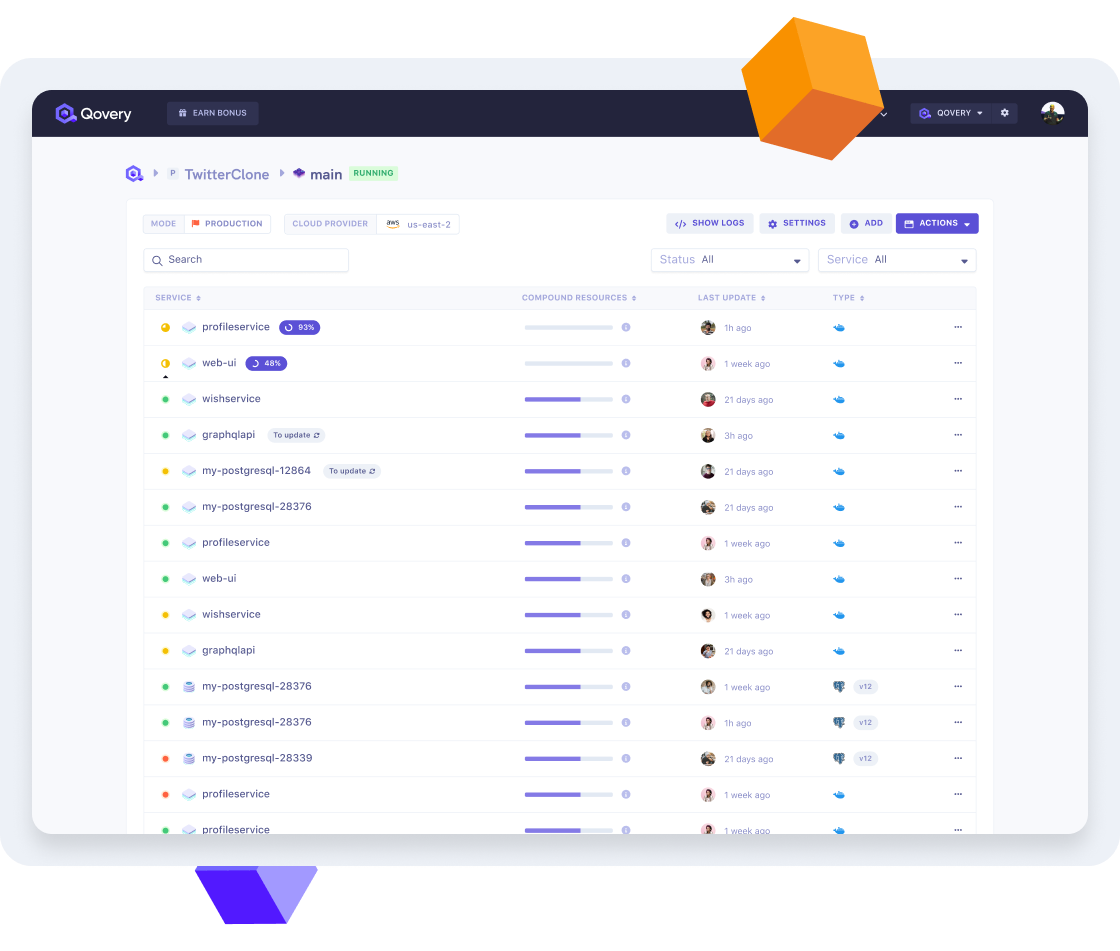 Qovery EARN BONUS QOVERY
P TwitterClone main RUNNING
MODE PRODUCTION CLOUD PROVIDER aws us-east-2 </> SHOW LOGS SETTINGS ADD ACTIONS
Search Status All Service All
SERVICE COMPOUND RESOURCES LAST UPDATE TYPE
profileservice 93% 1h ago
web-ui 48% 1 week ago
wishservice 21 days ago
graphqlapi To update 3h ago
my-postgresql-12864 To update 21 days ago
my-postgresql-28376 21 days ago
profileservice 1 week ago
web-ui 3h ago
wishservice 1 week ago
graphqlapi 21 days ago
my-postgresql-28376 1 week ago v12
my-postgresql-28376 1h ago v12
my-postgresql-28339 21 days ago v12
profileservice 1 week ago
profileservice 1 week ago